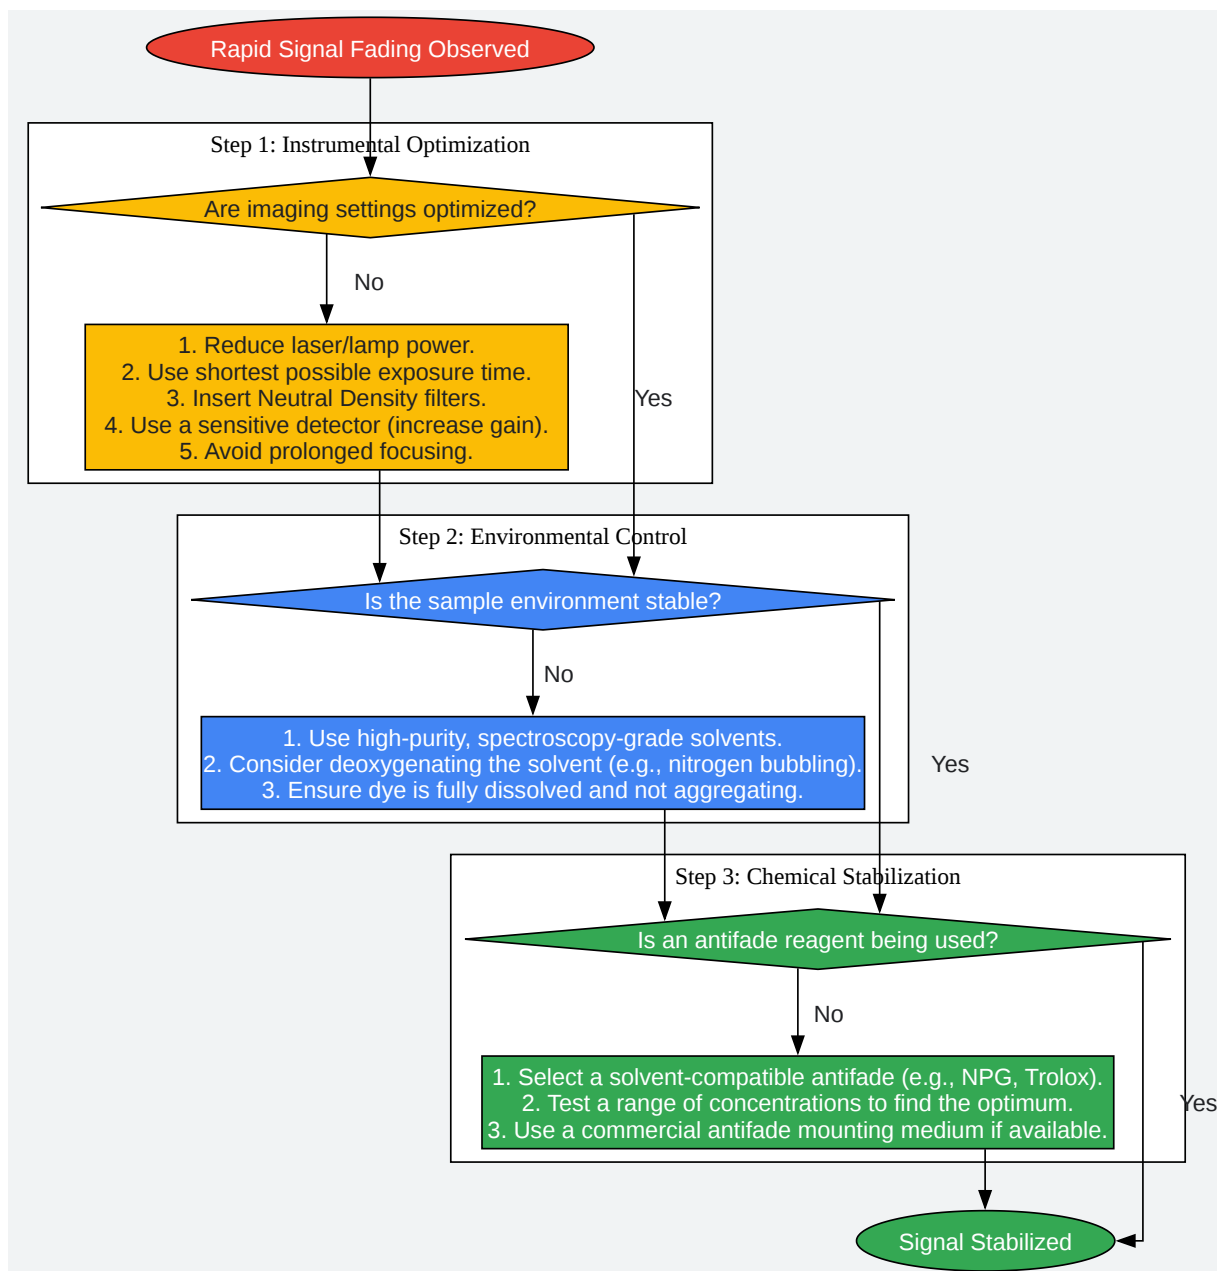 Rapid Signal Fading Observed
Step 1: Instrumental Optimization
Are imaging settings optimized?
No
1. Reduce laser/lamp power.
2. Use shortest possible exposure time.
3. Insert Neutral Density filters.
4. Use a sensitive detector (increase gain).
5. Avoid prolonged focusing.
Yes
Step 2: Environmental Control
Is the sample environment stable?
No
1. Use high-purity, spectroscopy-grade solvents.
2. Consider deoxygenating the solvent (e.g., nitrogen bubbling).
3. Ensure dye is fully dissolved and not aggregating.
Yes
Step 3: Chemical Stabilization
Is an antifade reagent being used?
No
1. Select a solvent-compatible antifade (e.g., NPG, Trolox).
2. Test a range of concentrations to find the optimum.
3. Use a commercial antifade mounting medium if available.
Yes
Signal Stabilized